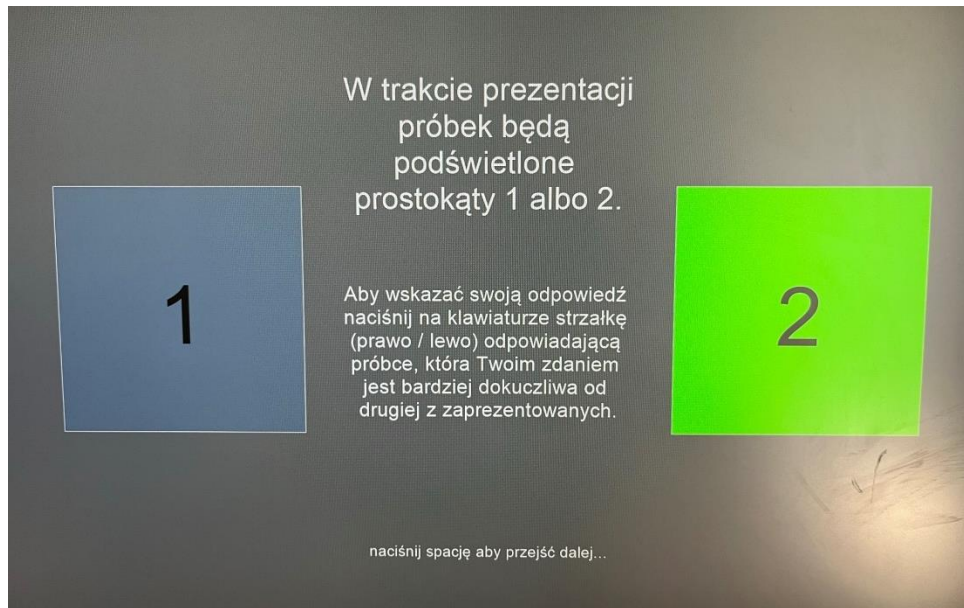 W trakcie prezentacji
próbek będą
podświetlone
prostokąty 1 albo 2.
1
2
Aby wskazać swoją odpowiedź
naciśnij na klawiaturze strzałkę
(prawo / lewo) odpowiadającą
próbce, która Twoim zdaniem
jest bardziej dokuczliwa od
drugiej z zaprezentowanych.
naciśnij spację aby przejść dalej...